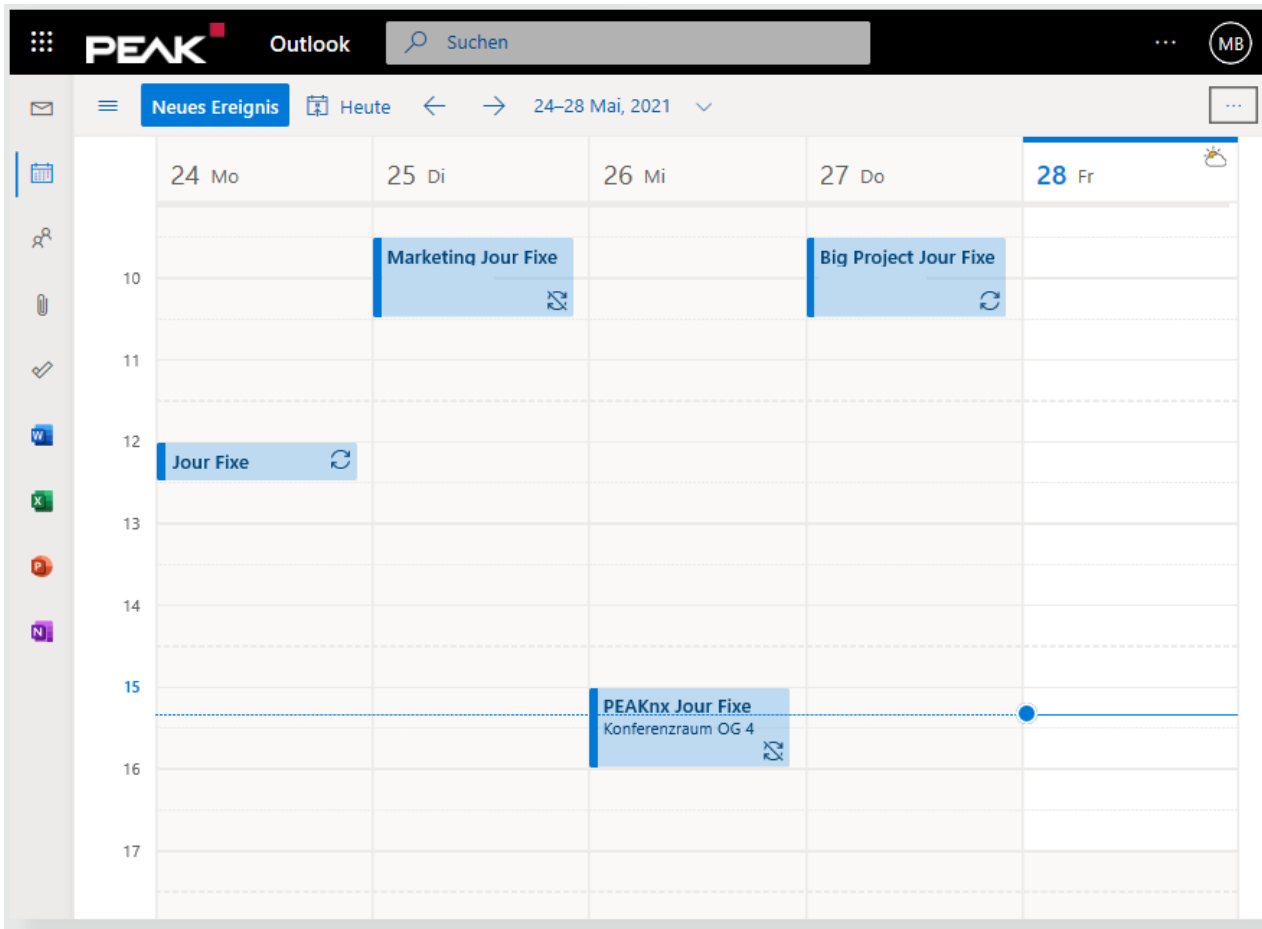 PEAK Outlook Suchen ... MB
Neues Ereignis Heute 24–28 Mai, 2021 ...
24 Mo 25 Di 26 Mi 27 Do 28 Fr
Marketing Jour Fixe Big Project Jour Fixe
10
11
12
Jour Fixe
13
14
15
PEAKnx Jour Fixe
Konferenzraum OG 4
16
17
W
X
P
N